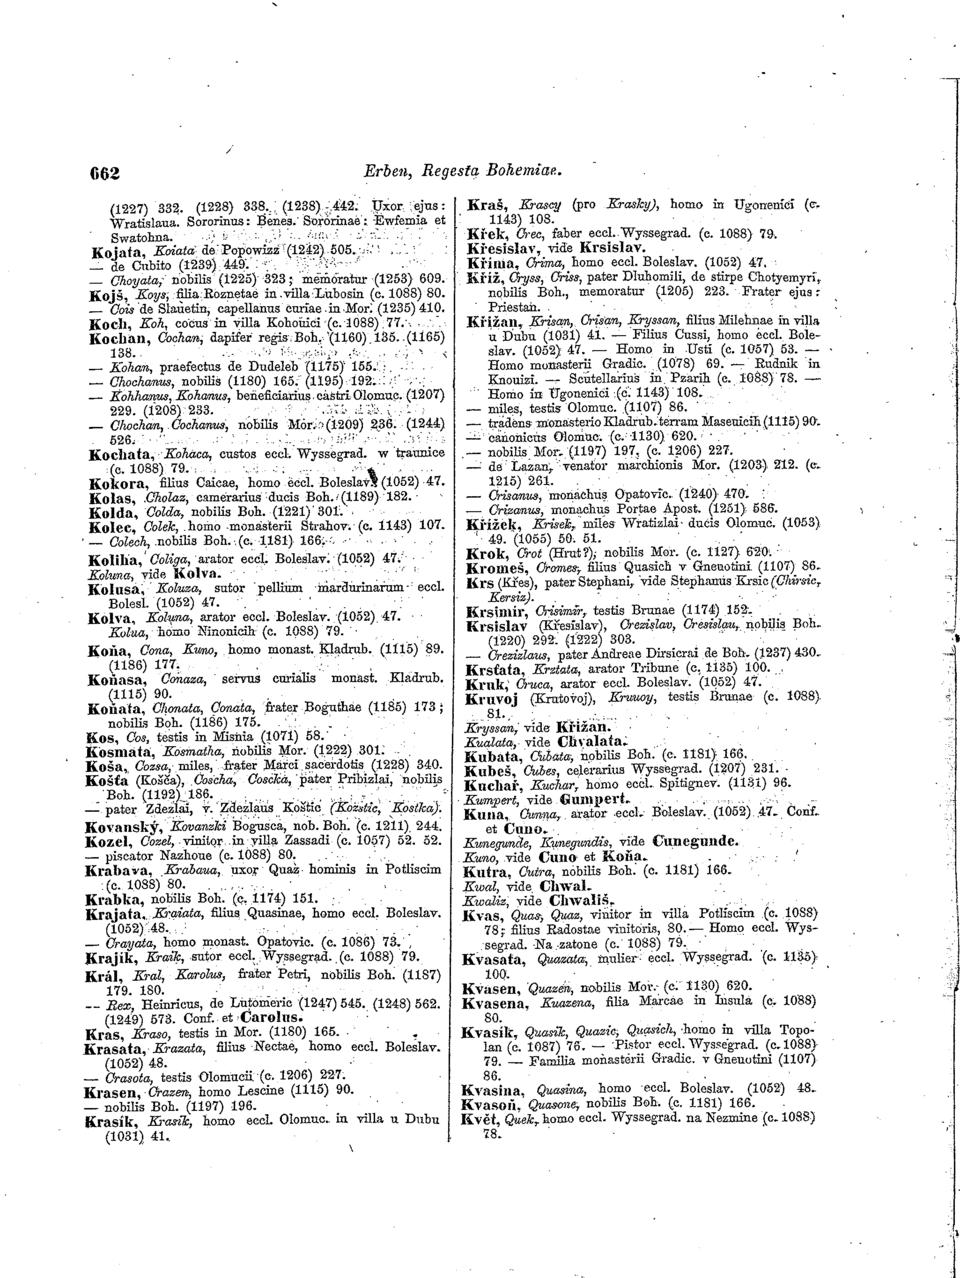 662
Erben, Regesta Bohemiae.
(1227) 332. (1228) 338. (1238) 442. Uxor ejus:
Wratislaua. Sororinus: Benes. Sororinae: Ewfemia et
Swatohna.
Kojata, Koiata de Popowizz (1242) 505.
— de Cubito (1239) 449.
— Choyata, nobilis (1225) 323; memoratur (1253) 609.
Kojš, Koys, filia Roznetae in villa Lubosin (c. 1088) 80.
— Cois de Slauetin, capellanus curiae in Mor. (1235) 410.
Koch, Koh, cocus in villa Kohouici (c. 1088) 77.
Kochan, Cochan, dapifer regis Boh. (1160) 135. (1165)
138.
— Kohan, praefectus de Dudeleb (1175) 155.
— Chochanus, nobilis (1180) 165. (1195) 192.
— Kohhanus, Kohanus, beneficiarius castri Olomuc. (1207)
229. (1208) 233.
— Chochan, Cochanus, nobilis Mor. (1209) 236. (1244)
526.
Kochata, Kohaca, custos eccl. Wyssegrad. w traunice
(c. 1088) 79.
Kokora, filius Caicae, homo eccl. Boleslav. (1052) 47.
Kolas, Cholaz, camerarius ducis Boh. (1189) 182.
Kolda, Colda, nobilis Boh. (1221) 301.
Kolec, Colek, homo monasterii Strahov. (c. 1143) 107.
— Colech, nobilis Boh. (c. 1181) 166.
Koliha, Coliga, arator eccl. Boleslav. (1052) 47.
Koluna, vide Kolva.
Kolusa, Koluza, sutor pellium mardurinarum eccl.
Bolesl. (1052) 47.
Kolva, Koluna, arator eccl. Boleslav. (1052) 47.
Kolua, homo Ninonicih (c. 1088) 79.
Koňa, Cona, Kuno, homo monast. Kladrub. (1115) 89.
(1186) 177.
Koňasa, Conaza, servus curialis monast. Kladrub.
(1115) 90.
Koňata, Chonata, Conata, frater Boguthae (1185) 173;
nobilis Boh. (1186) 175.
Kos, Cos, testis in Misnia (1071) 58.
Kosmata, Kosmatha, nobilis Mor. (1222) 301.
Koša, Cozsa, miles, frater Marci sacerdotis (1228) 340.
Košťa (Košča), Coscha, Coscka, pater Pribizlai, nobilis
Boh. (1192) 186.
— pater Zdezlai, v. Zdezlaus Koštic (Kozstic, Kostka).
Kovanský, Kovanzki Bogusca, nob. Boh. (c. 1211) 244.
Kozel, Cozel, vinitor in villa Zassadi (c. 1057) 52. 52.
— piscator Nazhoue (c. 1088) 80.
Krabava, Krabaua, uxor Quaz hominis in Potliscim
(c. 1088) 80.
Krabka, nobilis Boh. (c. 1174) 151.
Krajata, Kraiata, filius Quasinae, homo eccl. Boleslav.
(1052) 48.
— Crayata, homo monast. Opatovic. (c. 1086) 73.
Krajík, Kraik, sutor eccl. Wyssegrad. (c. 1088) 79.
Král, Kral, Karolus, frater Petri, nobilis Boh. (1187)
179. 180.
— Rex, Heinricus, de Lutomeric (1247) 545. (1248) 562.
(1249) 573. Conf. et Carolus.
Kras, Kraso, testis in Mor. (1180) 165.
Krasata, Krazata, filius Nectae, homo eccl. Boleslav.
(1052) 48.
— Crasota, testis Olomucii (c. 1206) 227.
Krasen, Crazen, homo Lescine (1115) 90.
— nobilis Boh. (1197) 196.
Krasík, Krasik, homo eccl. Olomuc. in villa u Dubu
(1031) 41.
Kraš, Krascy (pro Krasky), homo in Ugonenici (c.
1143) 108.
Křek, Crec, faber eccl. Wyssegrad. (c. 1088) 79.
Křesislav, vide Krsislav.
Křima, Crima, homo eccl. Boleslav. (1052) 47.
Kříž, Cryss, Criss, pater Dluhomili, de stirpe Chotyemyri,
nobilis Boh., memoratur (1205) 223. Frater ejus:
Priestan.
Křižan, Krisan, Crisan, Kryssan, filius Milehnae in villa
u Dubu (1031) 41. — Filius Cussi, homo eccl. Bole-
slav. (1052) 47. — Homo in Usti (c. 1057) 53. —
Homo monasterii Gradic. (1078) 69. — Rudnik in
Knouizi. — Scutellarius in Pzarih (c. 1088) 78. —
Homo in Ugonenici (c. 1143) 108.
— miles, testis Olomuc. (1107) 86.
— tradens monasterio Kladrub. terram Maseuicih (1115) 90.
— canonicus Olomuc. (c. 1130) 620.
— nobilis Mor. (1197) 197. (c. 1206) 227.
— de Lazan, venator marchionis Mor. (1203) 212. (c.
1215) 261.
— Crisanus, monachus Opatovic. (1240) 470.
— Crizanus, monachus Portae Apost. (1251) 586.
Křížek, Krisek, miles Wratizlai ducis Olomuc. (1053)
49. (1055) 50. 51.
Krok, Crot (Hrut?), nobilis Mor. (c. 1127) 620.
Kromeš, Cromes, filius Quasich v Gneuotini (1107) 86.
Krs (Křes), pater Stephani, vide Stephanus Krsic (Chirsic,
Kersiz).
Krsimír, Crisimir, testis Brunae (1174) 152.
Krsislav (Křesislav), Crezislav, Cresislau, nobilis Boh.
(1220) 292. (1222) 303.
— Crezizlaus, pater Andreae Dirsicrai de Boh. (1237) 430.
Krsťata, Krztata, arator Tribune (c. 1135) 100.
Kruk, Cruca, arator eccl. Boleslav. (1052) 47.
Kruvoj (Krutovoj), Kruuoy, testis Brunae (c. 1088)
81.
Kryssan, vide Křižan.
Kualata, vide Chvalata.
Kubata, Cubata, nobilis Boh. (c. 1181) 166.
Kubeš, Cubes, celerarius Wyssegrad. (1207) 231.
Kuchař, Kuchar, homo eccl. Spitignev. (1131) 96.
Kumpert, vide Gumpert.
Kuna, Cunna, arator eccl. Boleslav. (1052) 47. Conf.
et Cuno.
Kunegunde, Kunegundis, vide Cunegunde.
Kuno, vide Cuno et Koňa.
Kutra, Cutra, nobilis Boh. (c. 1181) 166.
Kwal, vide Chwal.
Kwaliz, vide Chwališ.
Kvas, Quas, Quaz, vinitor in villa Potliscim (c. 1088)
78; filius Radostae vinitoris, 80. — Homo eccl. Wys-
segrad. Na zatone (c. 1088) 79.
Kvasata, Quazata, mulier eccl. Wyssegrad. (c. 1135)
100.
Kvasen, Quazen, nobilis Mor. (c. 1130) 620.
Kvasena, Kuazena, filia Marcae in Insula (c. 1088)
80.
Kvasík, Quasik, Quazic, Quasich, homo in villa Topo-
lan (c. 1087) 76. — Pistor eccl. Wyssegrad. (c. 1088)
79. — Familia monasterii Gradic. v Gneuotini (1107)
86.
Kvasina, Quasina, homo eccl. Boleslav. (1052) 48.
Kvasoň, Quasone, nobilis Boh. (c. 1181) 166.
Květ, Quek, homo eccl. Wyssegrad. na Nezmine (c. 1088)
78.